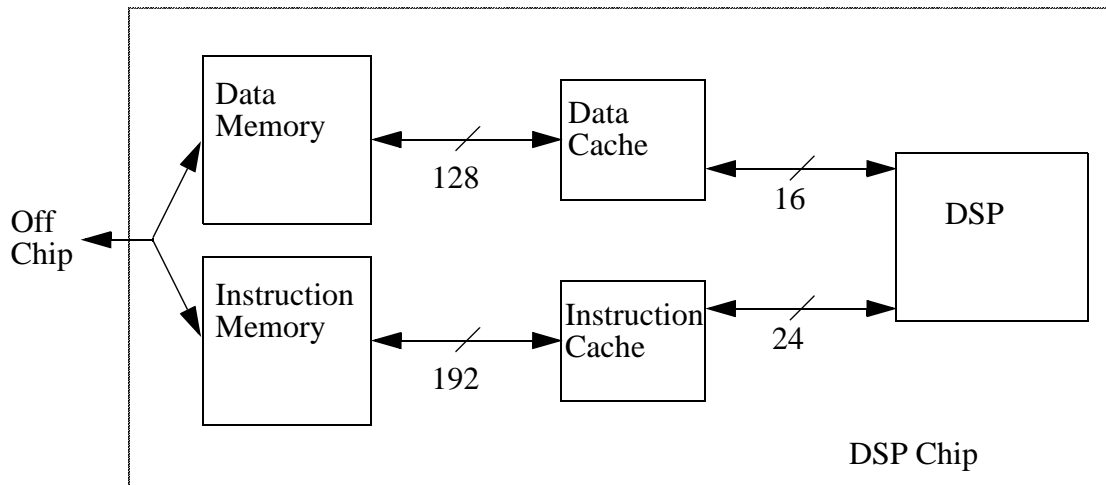 Data
Memory
128
Data
Cache
16
DSP
Off
Chip
Instruction
Memory
192
Instruction
Cache
24
DSP Chip